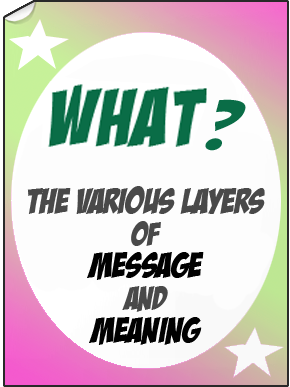 WHAT?
THE VARIOUS LAYERS
OF
MESSAGE
AND
MEANING